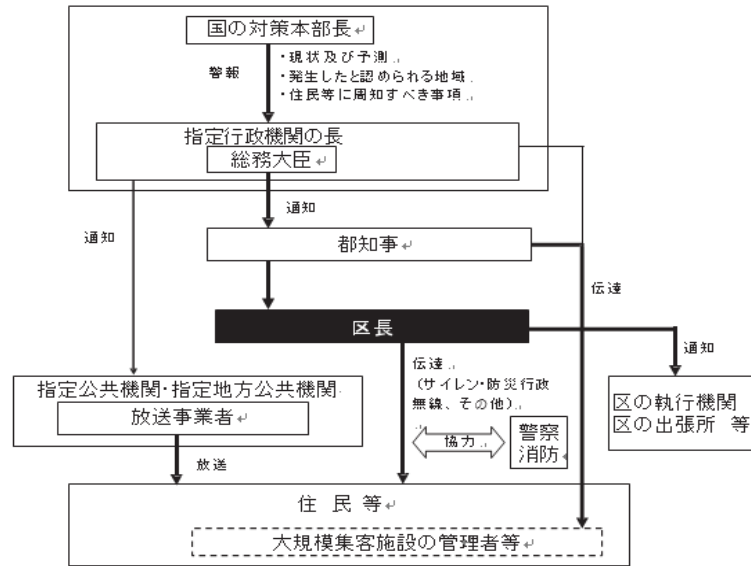 国の対策本部長
・現状及び予測
警報
・発生したと認められる地域
・住民等に周知すべき事項
指定行政機関の長
総務大臣
通知
通知
都知事
伝達
区長
通知
伝達
（サイレン・防災行政
無線、その他）
指定公共機関・指定地方公共機関
放送事業者
区の執行機関
区の出張所 等
協力
警察
消防
放送
住 民 等
大規模集客施設の管理者等